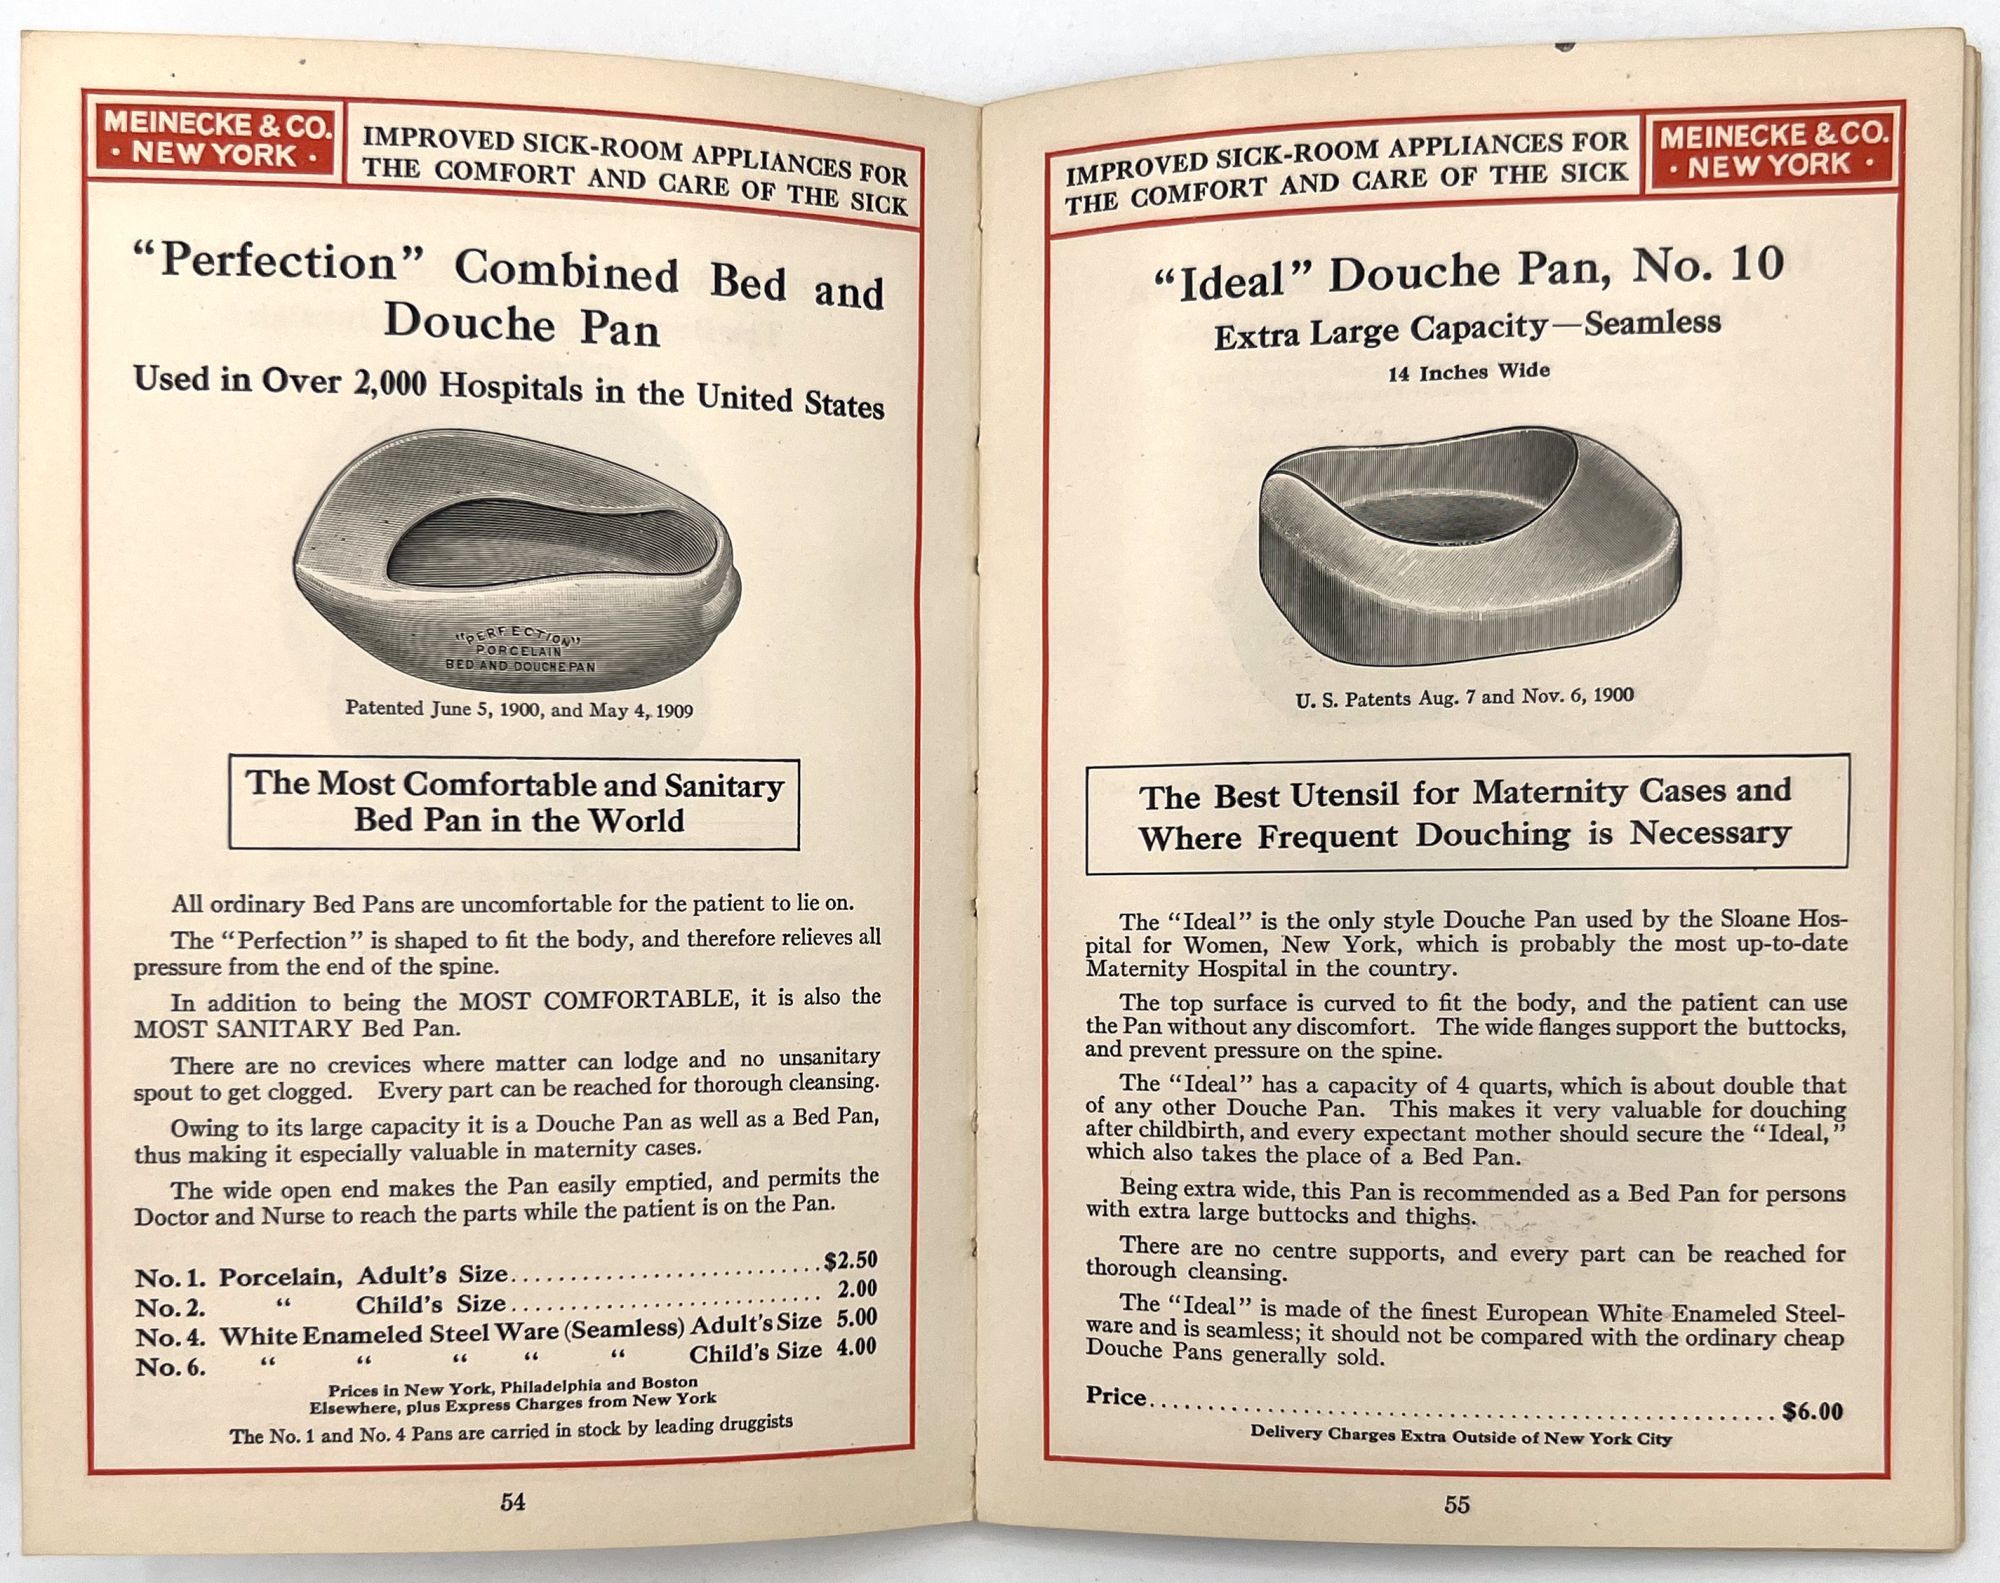 MEINECKE & CO.
· NEW YORK ·
IMPROVED SICK-ROOM APPLIANCES FOR
THE COMFORT AND CARE OF THE SICK
“Perfection” Combined Bed and
Douche Pan
Used in Over 2,000 Hospitals in the United States
“PERFECTION”
PORCELAIN
BED AND DOUCHE PAN
Patented June 5, 1900, and May 4, 1909
The Most Comfortable and Sanitary
Bed Pan in the World
All ordinary Bed Pans are uncomfortable for the patient to lie on.
The “Perfection” is shaped to fit the body, and therefore relieves all
pressure from the end of the spine.
In addition to being the MOST COMFORTABLE, it is also the
MOST SANITARY Bed Pan.
There are no crevices where matter can lodge and no unsanitary
spout to get clogged. Every part can be reached for thorough cleansing.
Owing to its large capacity it is a Douche Pan as well as a Bed Pan,
thus making it especially valuable in maternity cases.
The wide open end makes the Pan easily emptied, and permits the
Doctor and Nurse to reach the parts while the patient is on the Pan.
No. 1. Porcelain, Adult's Size..............................$2.50
No. 2. “ Child's Size.............................. 2.00
No. 4. White Enameled Steel Ware (Seamless) Adult's Size 5.00
No. 6. “ “ “ “ “ Child's Size 4.00
Prices in New York, Philadelphia and Boston
Elsewhere, plus Express Charges from New York
The No. 1 and No. 4 Pans are carried in stock by leading druggists
54
IMPROVED SICK-ROOM APPLIANCES FOR
THE COMFORT AND CARE OF THE SICK
MEINECKE & CO.
· NEW YORK ·
“Ideal” Douche Pan, No. 10
Extra Large Capacity—Seamless
14 Inches Wide
U. S. Patents Aug. 7 and Nov. 6, 1900
The Best Utensil for Maternity Cases and
Where Frequent Douching is Necessary
The “Ideal” is the only style Douche Pan used by the Sloane Hos-
pital for Women, New York, which is probably the most up-to-date
Maternity Hospital in the country.
The top surface is curved to fit the body, and the patient can use
the Pan without any discomfort. The wide flanges support the buttocks,
and prevent pressure on the spine.
The “Ideal” has a capacity of 4 quarts, which is about double that
of any other Douche Pan. This makes it very valuable for douching
after childbirth, and every expectant mother should secure the “Ideal,”
which also takes the place of a Bed Pan.
Being extra wide, this Pan is recommended as a Bed Pan for persons
with extra large buttocks and thighs.
There are no centre supports, and every part can be reached for
thorough cleansing.
The “Ideal” is made of the finest European White Enameled Steel-
ware and is seamless; it should not be compared with the ordinary cheap
Douche Pans generally sold.
Price......................................................$6.00
Delivery Charges Extra Outside of New York City
55